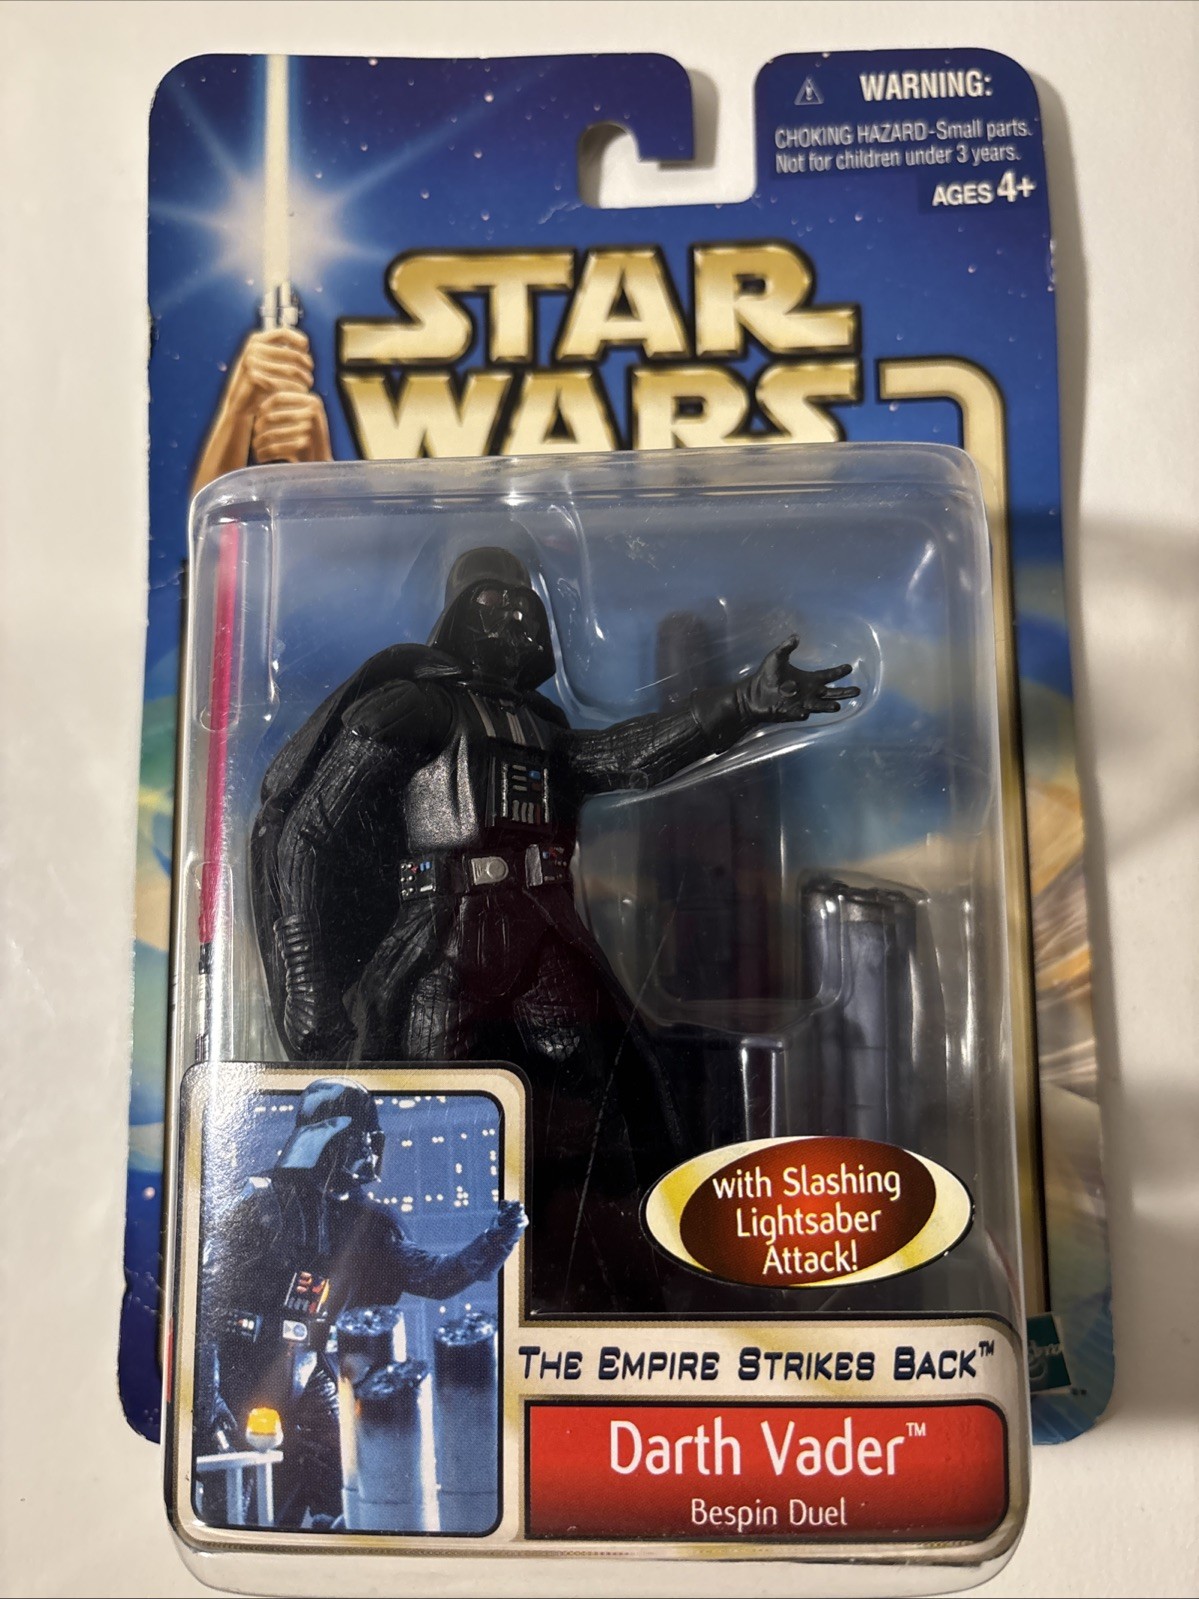 WARNING:
CHOKING HAZARD-Small parts.
Not for children under 3 years.
AGES 4+
STAR
WARS
with Slashing
Lightsaber
Attack!
THE EMPIRE STRIKES BACK™
Darth Vader™
Bespin Duel